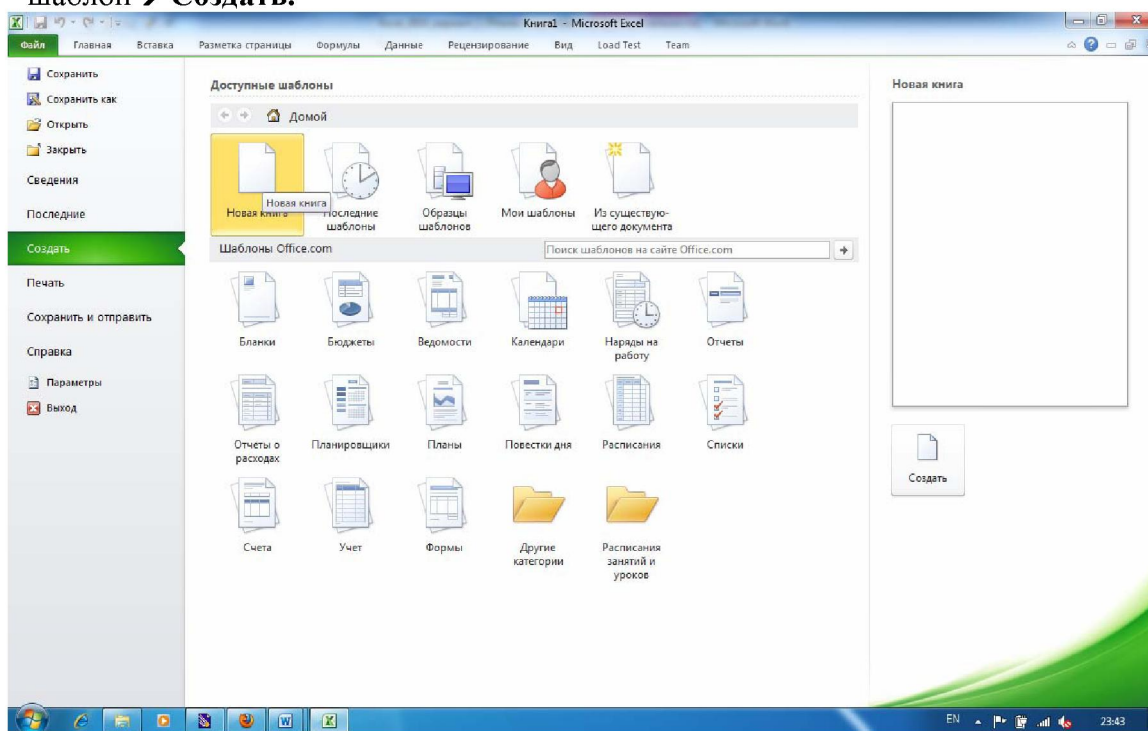 шаблон → Создать.
Книга1 - Microsoft Excel
Файл Главная Вставка Разметка страницы Формулы Данные Рецензирование Вид Load Test Team
Сохранить
Сохранить как
Открыть
Закрыть
Сведения
Последние
Создать
Печать
Сохранить и отправить
Справка
Параметры
Выход
Доступные шаблоны
Домой
Новая книга
Новая книга
Последние шаблоны
Образцы шаблонов
Мои шаблоны
Из существую-
щего документа
Шаблоны Office.com
Поиск шаблонов на сайте Office.com
Бланки
Бюджеты
Ведомости
Календари
Наряды на
работу
Отчеты
Отчеты о
расходах
Планировщики
Планы
Повестки дня
Расписания
Списки
Счета
Учет
Формы
Другие
категории
Расписания
занятий и
уроков
Новая книга
Создать
EN
23:43